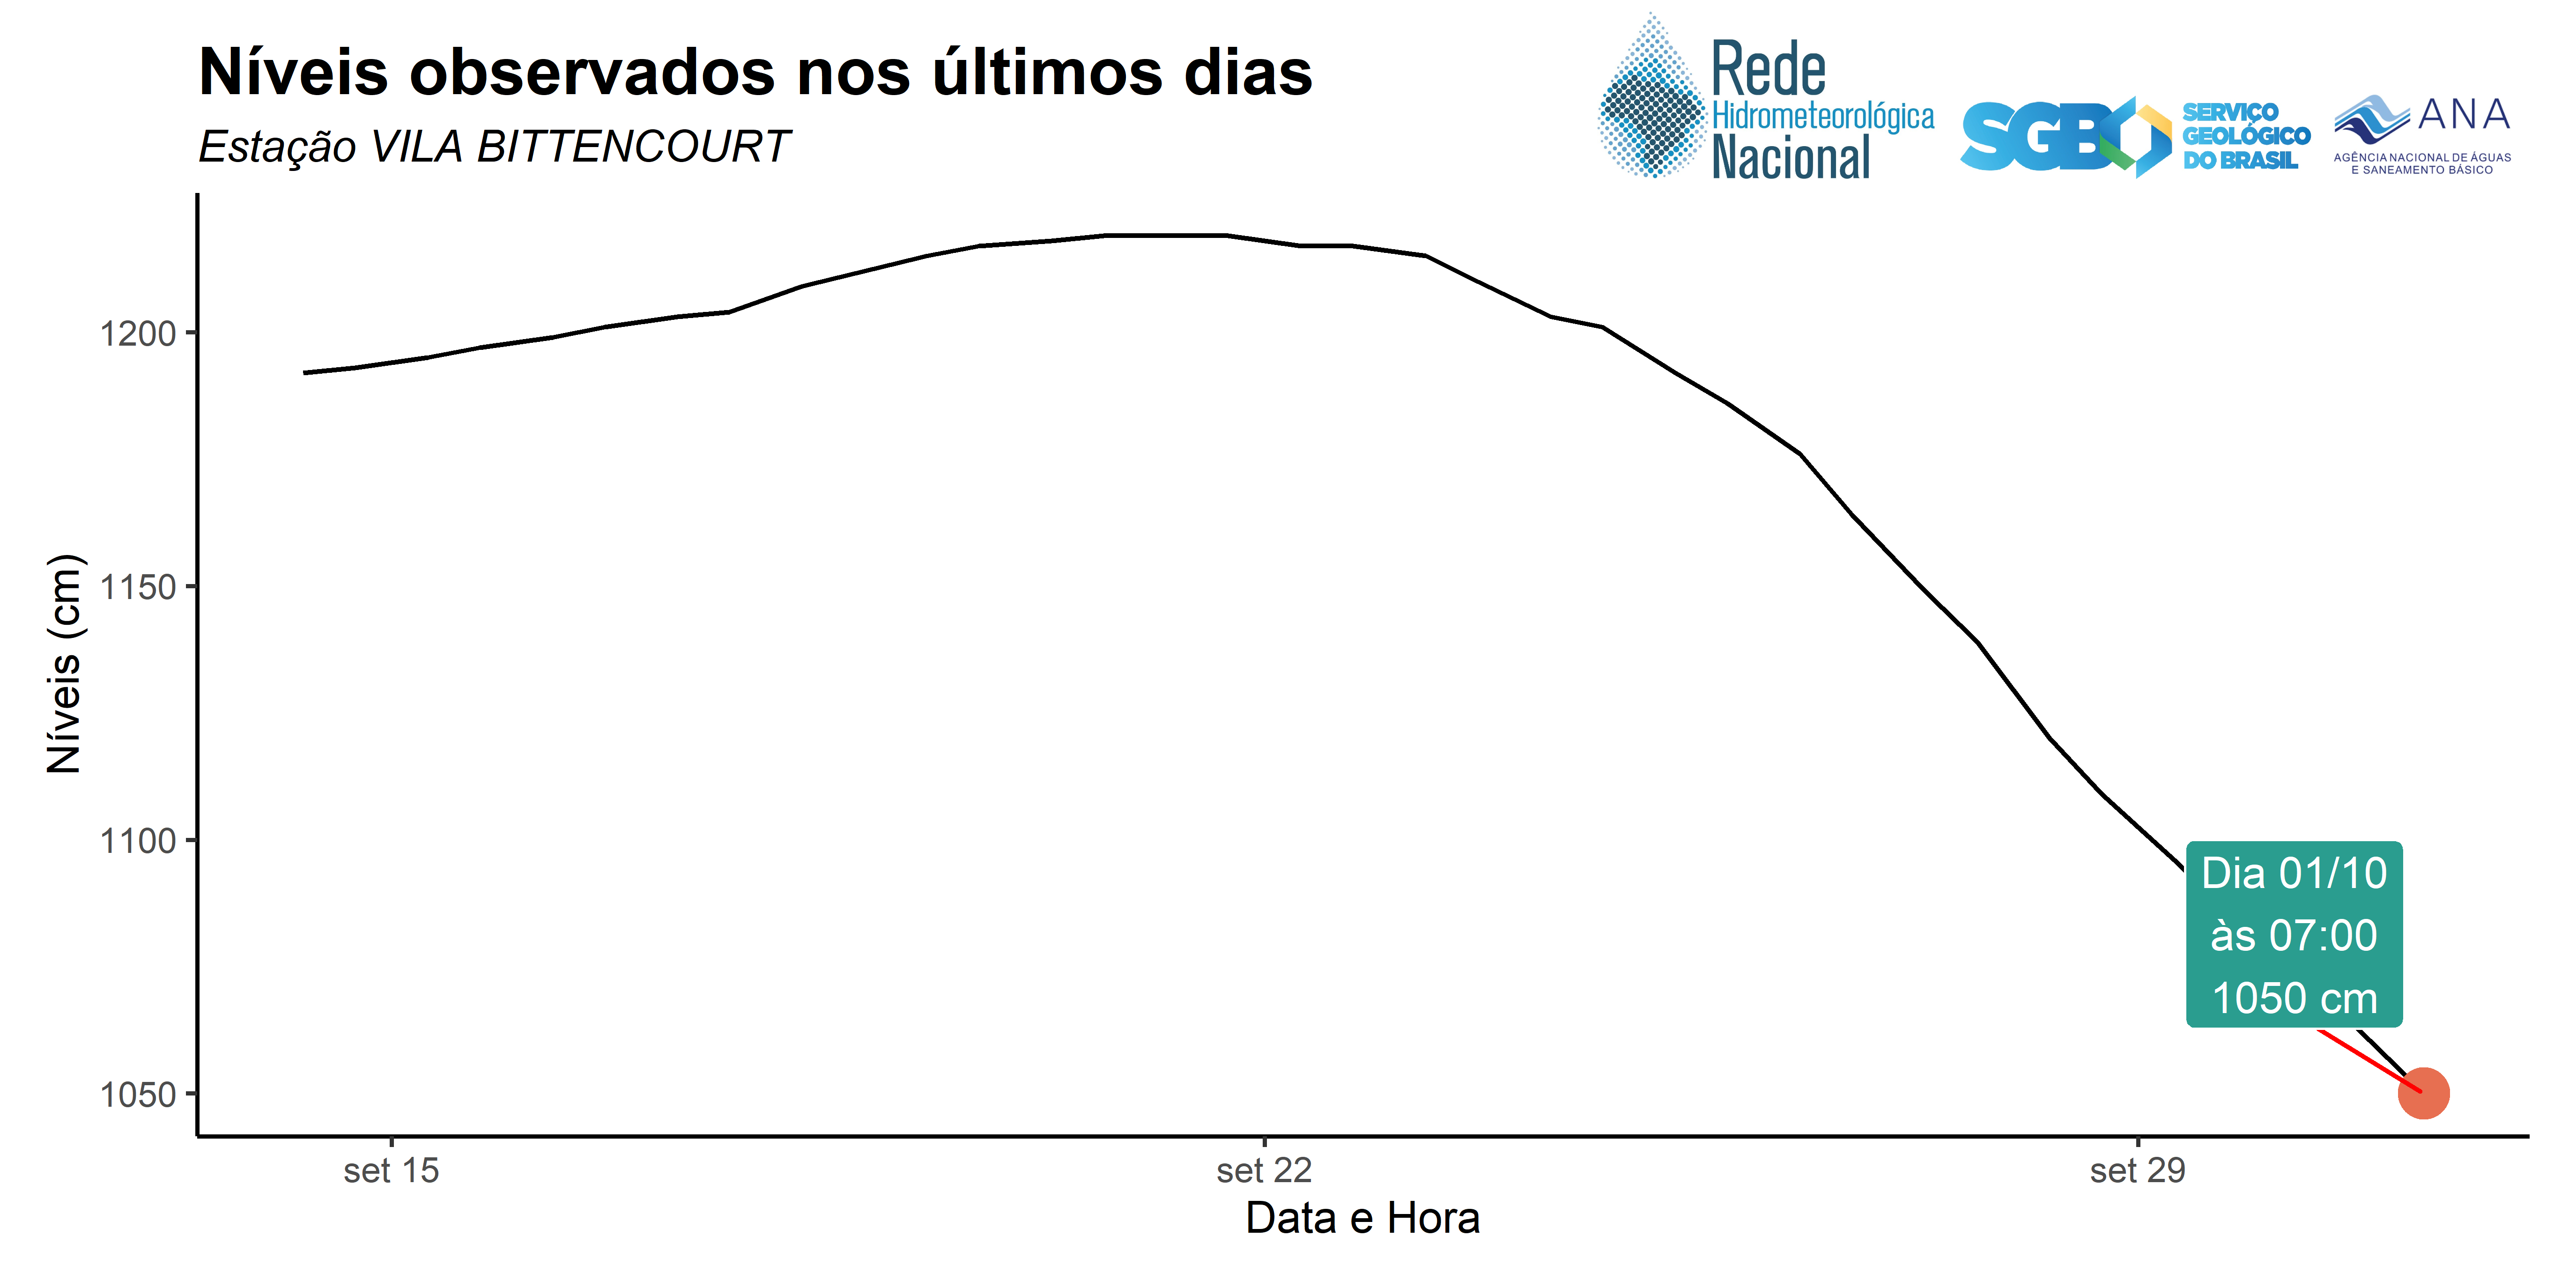 Níveis observados nos últimos dias
Estação VILA BITTENCOURT
Rede
Hidrometeorológica
Nacional
SGB
SERVIÇO
GEOLÓGICO
DO BRASIL
ANA
AGÊNCIA NACIONAL DE ÁGUAS
E SANEAMENTO BÁSICO
Níveis (cm)
1200
1150
1100
1050
Dia 01/10
às 07:00
1050 cm
set 15
set 22
set 29
Data e Hora